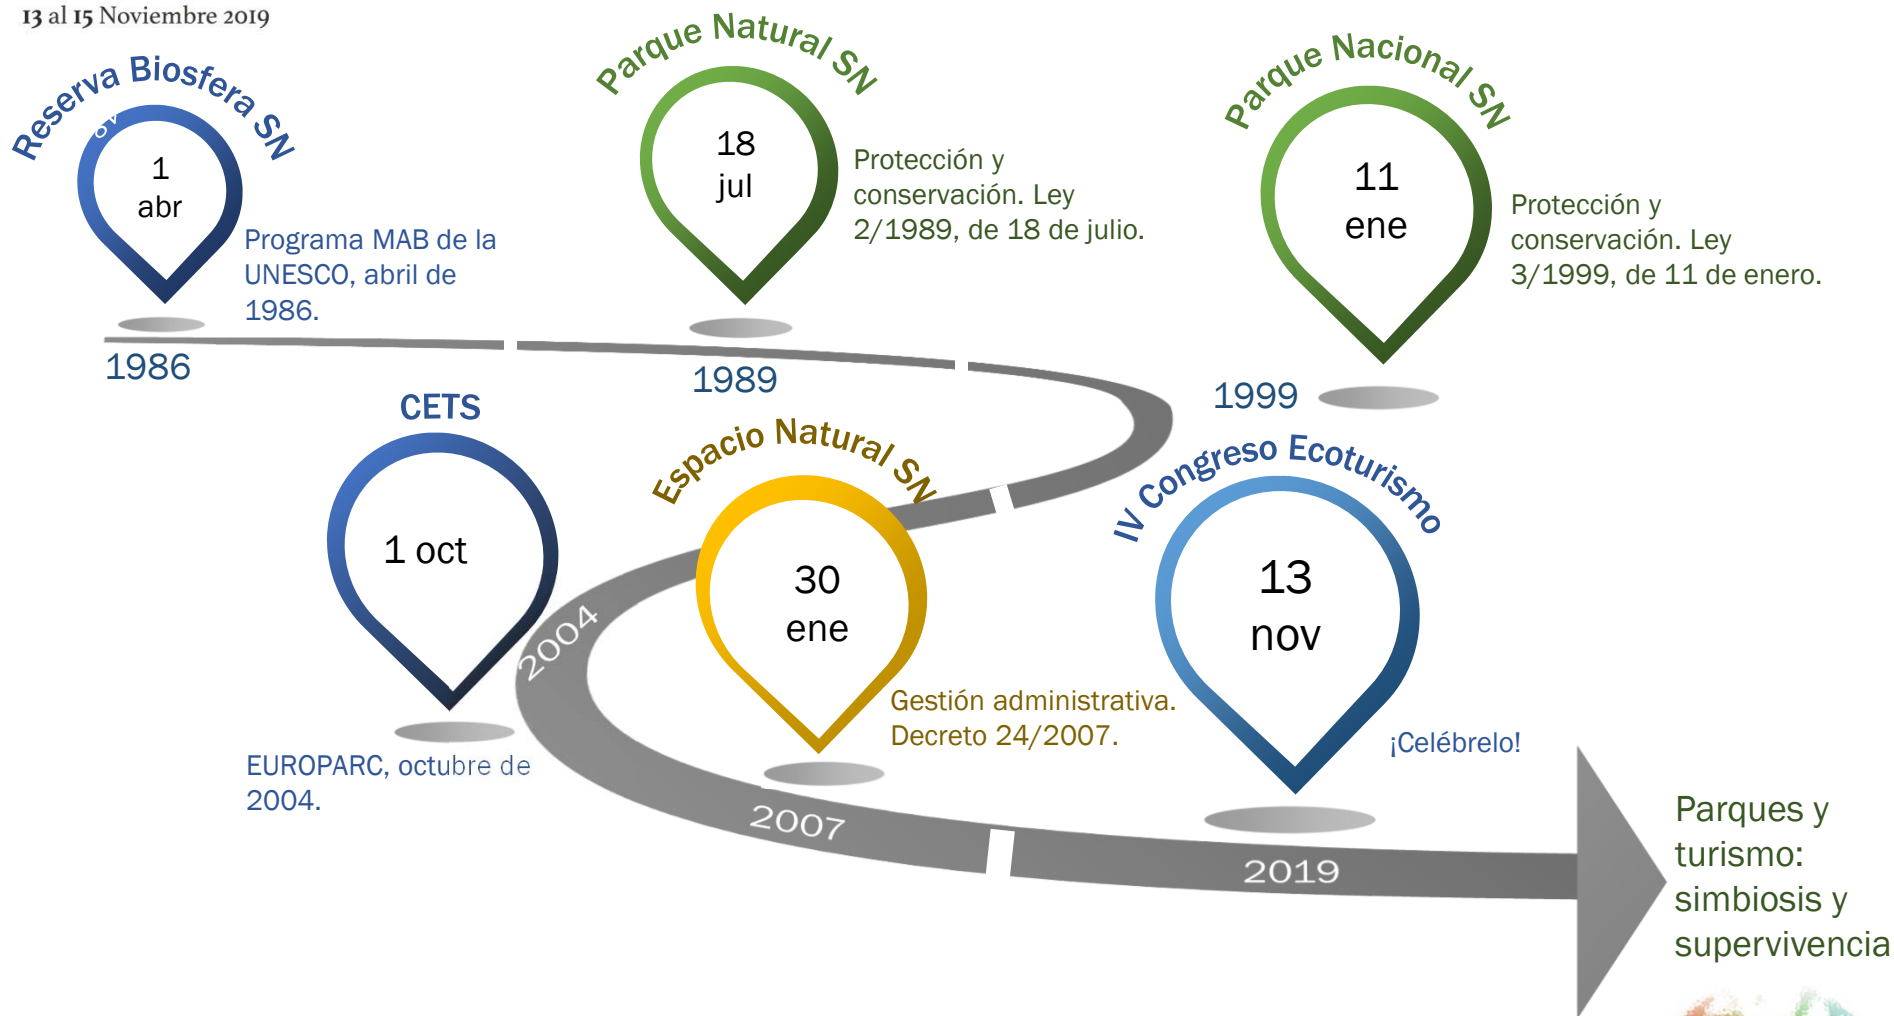 13 al 15 Noviembre 2019
Reserva Biosfera SN
1
abr
Programa MAB de la
UNESCO, abril de
1986.
1986
Parque Natural SN
18
jul
Protección y
conservación. Ley
2/1989, de 18 de julio.
1989
Parque Nacional SN
11
ene
Protección y
conservación. Ley
3/1999, de 11 de enero.
1999
CETS
1 oct
EUROPARC, octubre de
2004.
2004
Espacio Natural SN
30
ene
Gestión administrativa.
Decreto 24/2007.
2007
IV Congreso Ecoturismo
13
nov
¡Celébrelo!
2019
Parques y
turismo:
simbiosis y
supervivencia